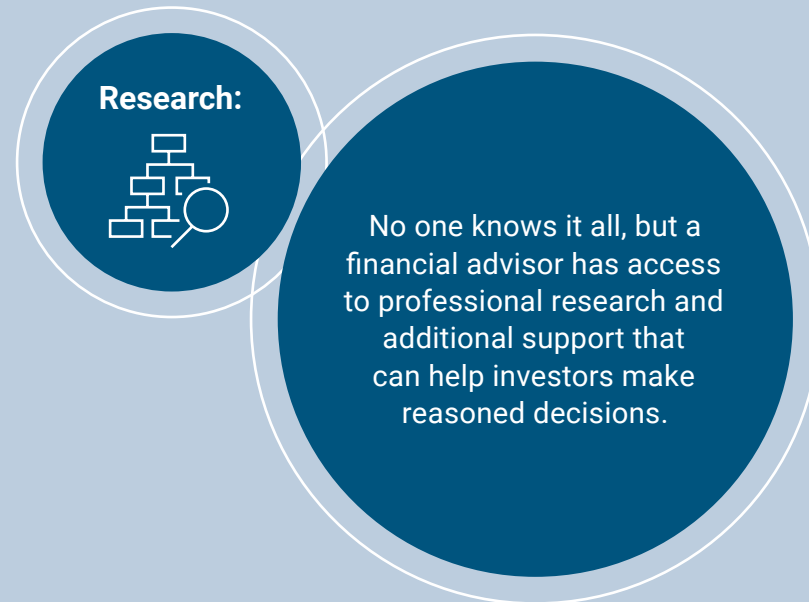 Research:
No one knows it all, but a
financial advisor has access
to professional research and
additional support that
can help investors make
reasoned decisions.